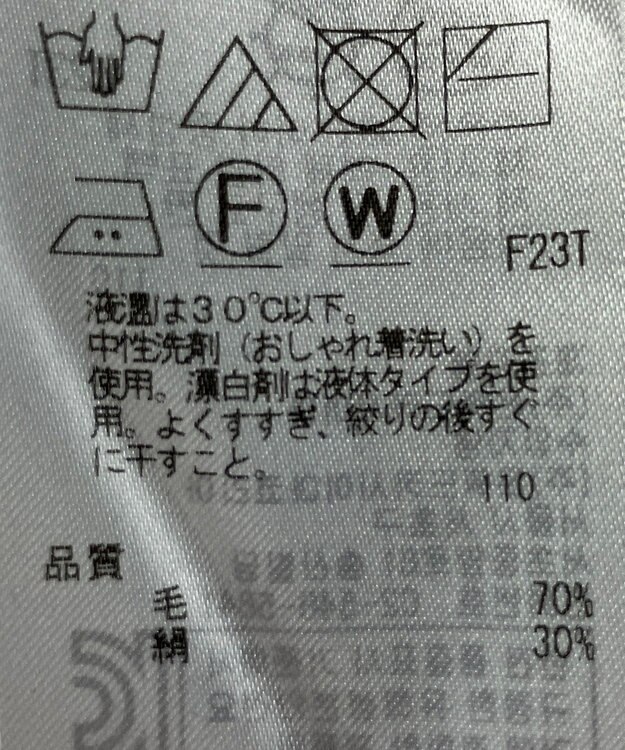 F W
F23T
液温は30℃以下。
中性洗剤（おしゃれ着洗い）を
使用。漂白剤は液体タイプを使
用。よくすすぎ、絞りの後すぐ
に干すこと。
110
品質
毛 70%
絹 30%